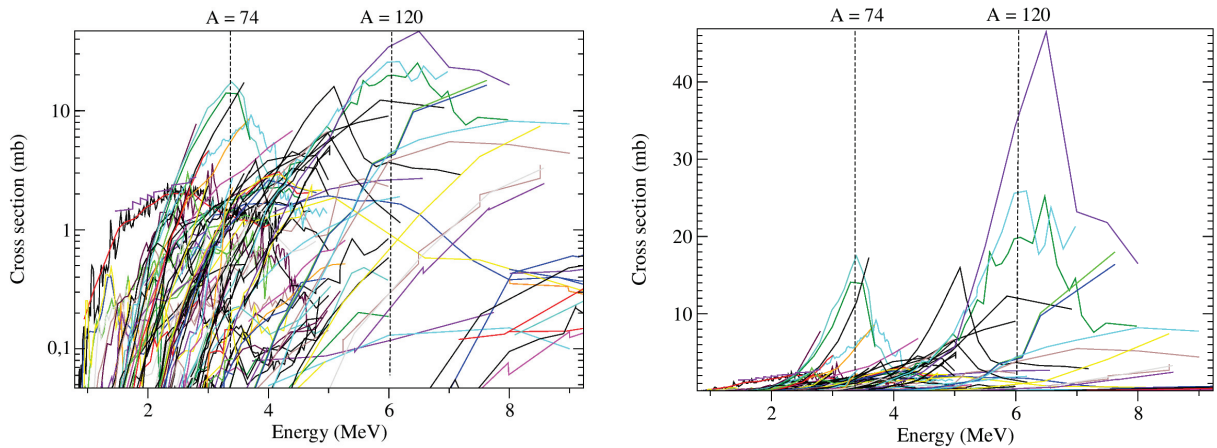 A = 74 A = 120
10
1
0,1
Cross section (mb)
2 4 6 8
Energy (MeV)
A = 74 A = 120
40
30
20
10
Cross section (mb)
2 4 6 8
Energy (MeV)